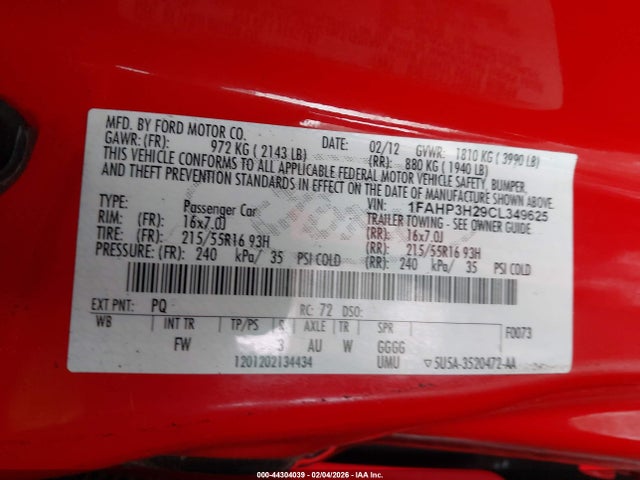 MFD. BY FORD MOTOR CO. DATE: 02/12 GVWR: 1810 KG ( 3990 LB)
GAWR: (FR): 972 KG ( 2143 LB) (RR): 880 KG ( 1940 LB)
THIS VEHICLE CONFORMS TO ALL APPLICABLE FEDERAL MOTOR VEHICLE SAFETY, BUMPER,
AND THEFT PREVENTION STANDARDS IN EFFECT ON THE DATE OF MANUFACTURE SHOWN ABOVE.
VIN: 1FAHP3H29CL349625
TYPE: Passenger Car TRAILER TOWING - SEE OWNER GUIDE
RIM: (FR): 16x7.0J (RR): 16x7.0J
TIRE: (FR): 215/55R16 93H (RR): 215/55R16 93H
PRESSURE: (FR): 240 kPa/ 35 PSI COLD (RR): 240 kPa/ 35 PSI COLD
EXT PNT: PQ RC: 72 DSO:
WB INT TR TP/PS R AXLE TR SPR F0073
FW 3 AU W GGGG
1201202134434 UMU ▽5U5A-3520472-AA
000-44304039 - 02/04/2026 - IAA Inc.